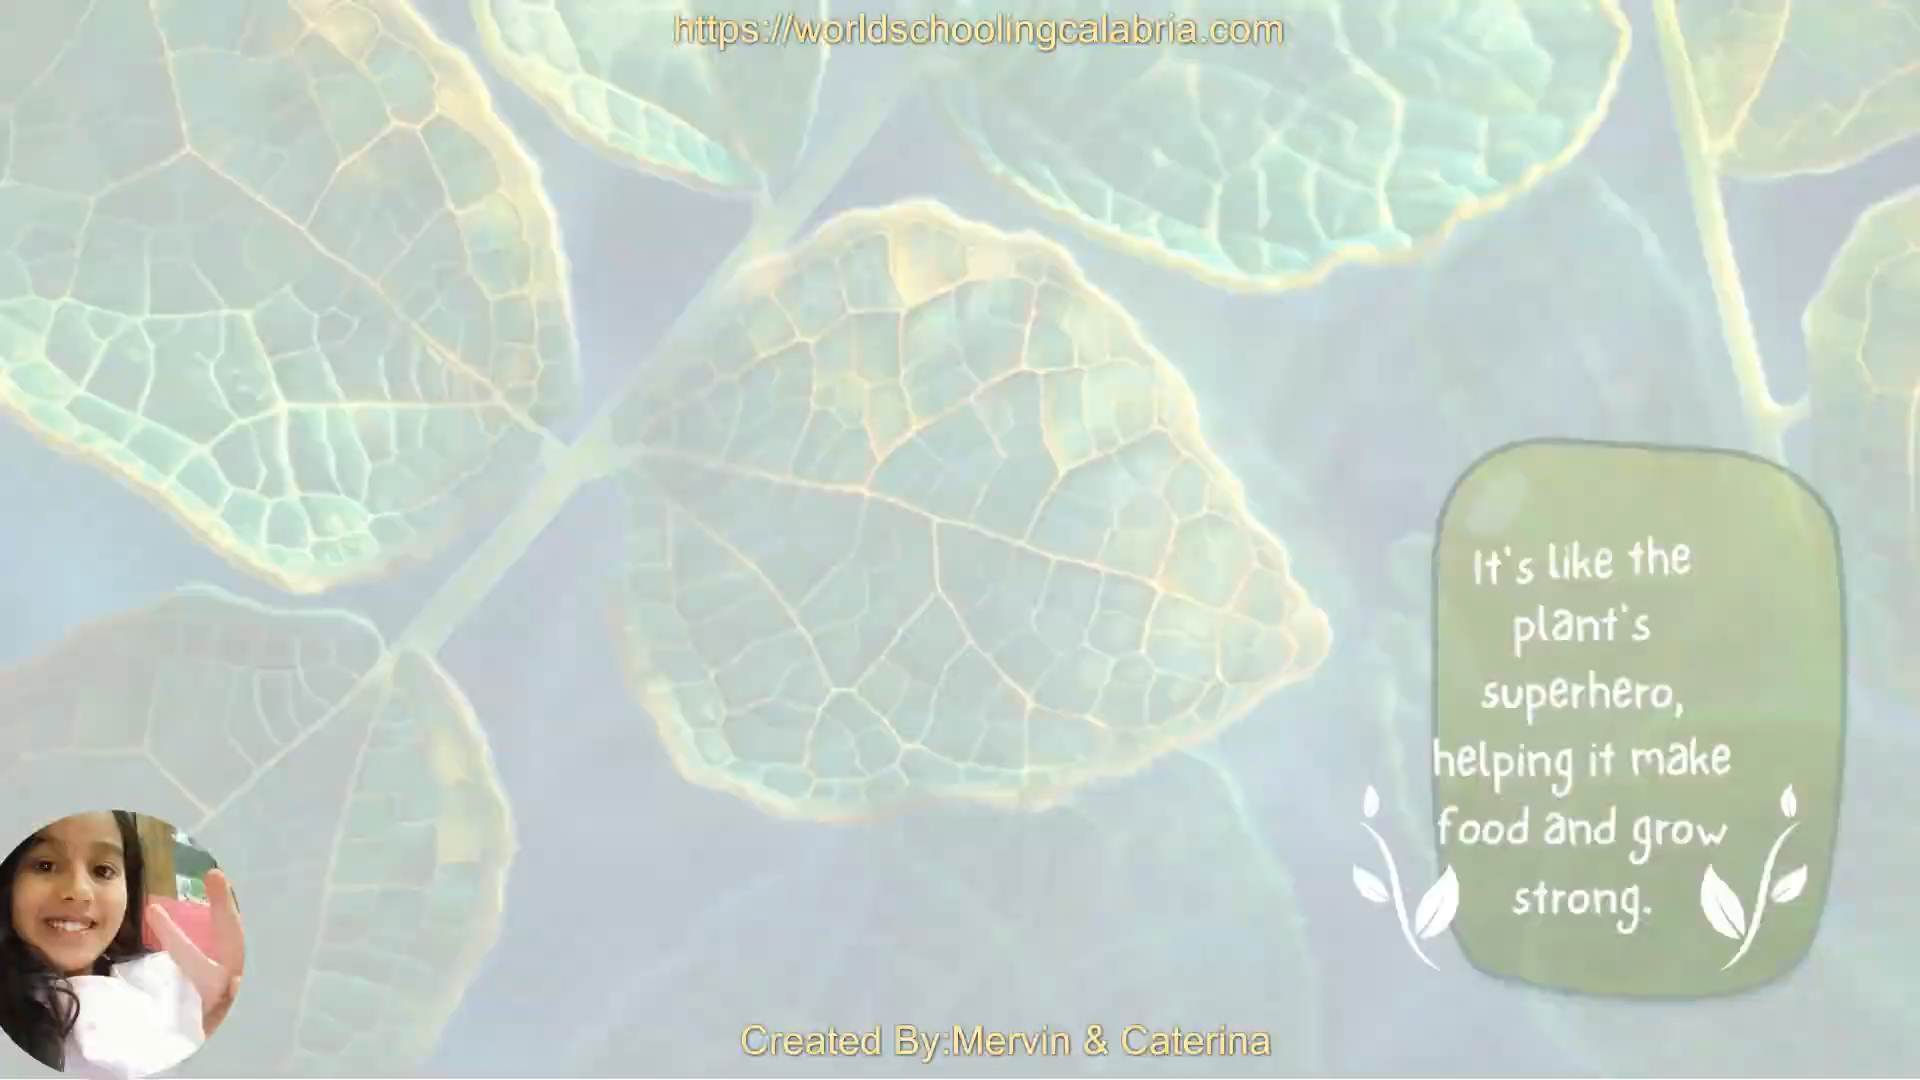 https://worldschoolingcalabria.com
It's like the
plant's
superhero,
helping it make
food and grow
strong.
Created By:Mervin & Caterina